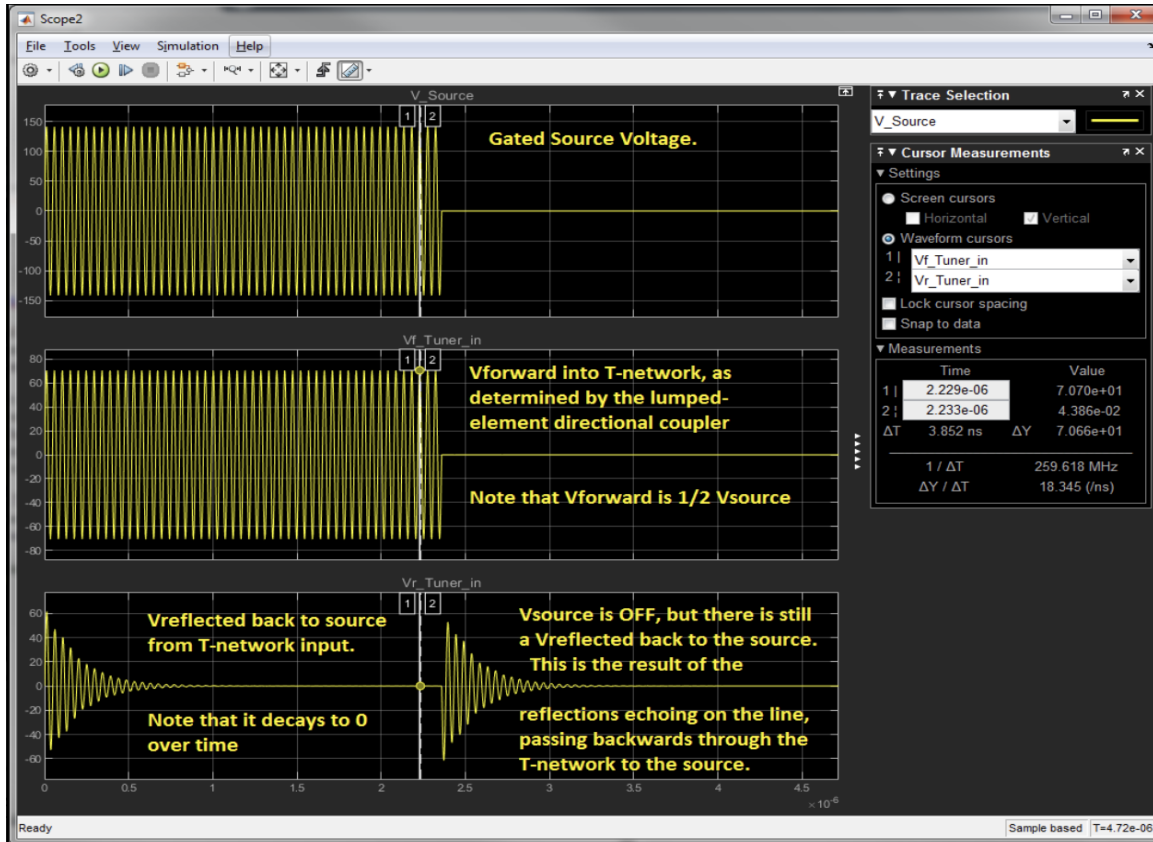 Scope2
File Tools View Simulation Help
V_Source
1 2
150
100
50
0
-50
-100
-150
Gated Source Voltage.
Vf_Tuner_in
1 2
80
60
40
20
0
-20
-40
-60
-80
Vforward into T-network, as
determined by the lumped-
element directional coupler
Note that Vforward is 1/2 Vsource
Vr_Tuner_in
1 2
60
40
20
0
-20
-40
-60
Vreflected back to source
from T-network input.
Note that it decays to 0
over time
Vsource is OFF, but there is still
a Vreflected back to the source.
This is the result of the
reflections echoing on the line,
passing backwards through the
T-network to the source.
0 0.5 1 1.5 2 2.5 3 3.5 4 4.5
×10-6
Trace Selection
V_Source
Cursor Measurements
Settings
Screen cursors
Horizontal Vertical
Waveform cursors
1 | Vf_Tuner_in
2 ¦ Vr_Tuner_in
Lock cursor spacing
Snap to data
Measurements
Time Value
1 | 2.229e-06 7.070e+01
2 ¦ 2.233e-06 4.386e-02
ΔT 3.852 ns ΔY 7.066e+01
1 / ΔT 259.618 MHz
ΔY / ΔT 18.345 (/ns)
Ready
Sample based T=4.72e-06